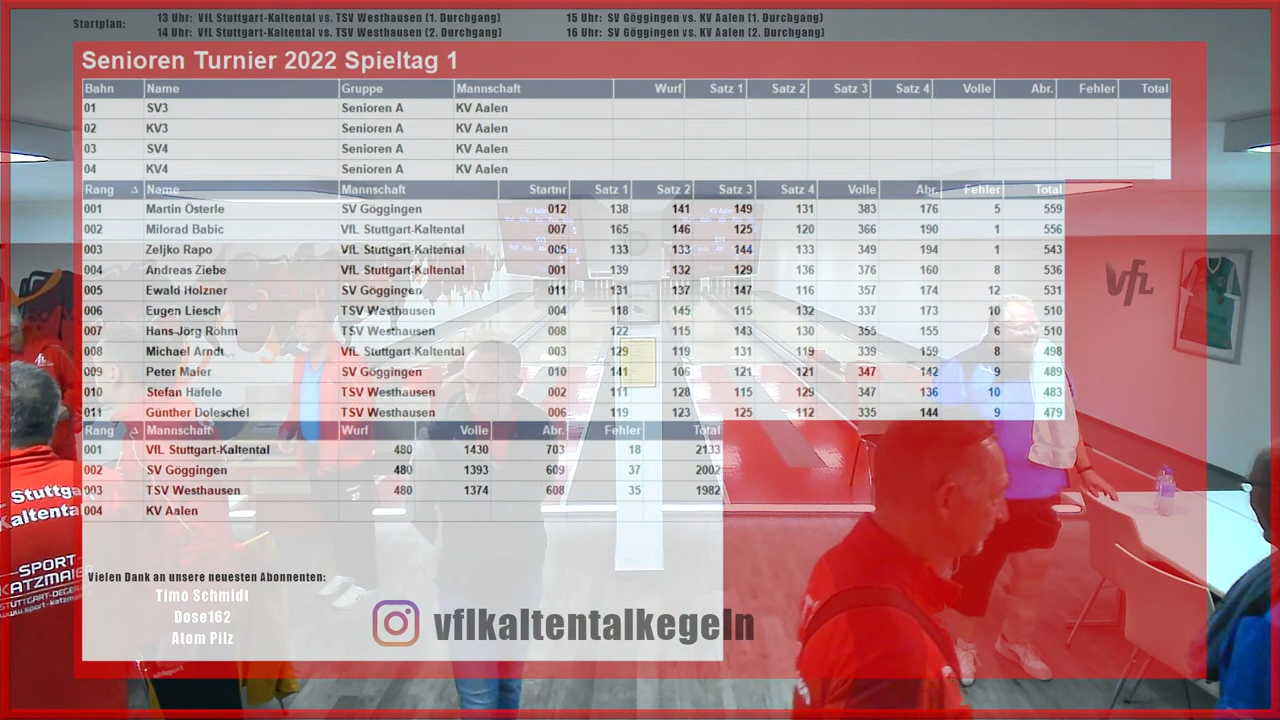 Startplan:
13 Uhr: VfL Stuttgart-Kaltental vs. TSV Westhausen (1. Durchgang)
14 Uhr: VfL Stuttgart-Kaltental vs. TSV Westhausen (2. Durchgang)
15 Uhr: SV Göggingen vs. KV Aalen (1. Durchgang)
16 Uhr: SV Göggingen vs. KV Aalen (2. Durchgang)
Senioren Turnier 2022 Spieltag 1
Bahn Name Gruppe Mannschaft Wurf Satz 1 Satz 2 Satz 3 Satz 4 Volle Abr. Fehler Total
01 SV3 Senioren A KV Aalen
02 KV3 Senioren A KV Aalen
03 SV4 Senioren A KV Aalen
04 KV4 Senioren A KV Aalen
Rang Name Mannschaft Startnr Satz 1 Satz 2 Satz 3 Satz 4 Volle Abr. Fehler Total
001 Martin Österle SV Göggingen 012 138 141 149 131 383 176 5 559
002 Milorad Babic VfL Stuttgart-Kaltental 007 165 146 125 120 366 190 1 556
003 Zeljko Rapo VfL Stuttgart-Kaltental 005 133 133 144 133 349 194 1 543
004 Andreas Ziebe VfL Stuttgart-Kaltental 001 139 132 129 136 376 160 8 536
005 Ewald Holzner SV Göggingen 011 131 137 147 116 357 174 12 531
006 Eugen Liesch TSV Westhausen 004 118 145 115 132 337 173 10 510
007 Hans-Jörg Röhm TSV Westhausen 008 122 115 143 130 355 155 6 510
008 Michael Arndt VfL Stuttgart-Kaltental 003 129 119 131 119 339 159 8 498
009 Peter Maier SV Göggingen 010 141 106 121 121 347 142 9 489
010 Stefan Häfele TSV Westhausen 002 111 128 115 129 347 136 10 483
011 Günther Doleschel TSV Westhausen 006 119 123 125 112 335 144 9 479
Rang Mannschaft Wurf Volle Abr. Fehler Total
001 VfL Stuttgart-Kaltental 480 1430 703 18 2133
002 SV Göggingen 480 1393 609 37 2002
003 TSV Westhausen 480 1374 608 35 1982
004 KV Aalen
Vielen Dank an unsere neuesten Abonnenten:
Timo Schmidt
Dose162
Atom Pilz
vflkaltentalkegeln
VfL
Stuttga
Kaltenta
SPORT
KATZMAIE